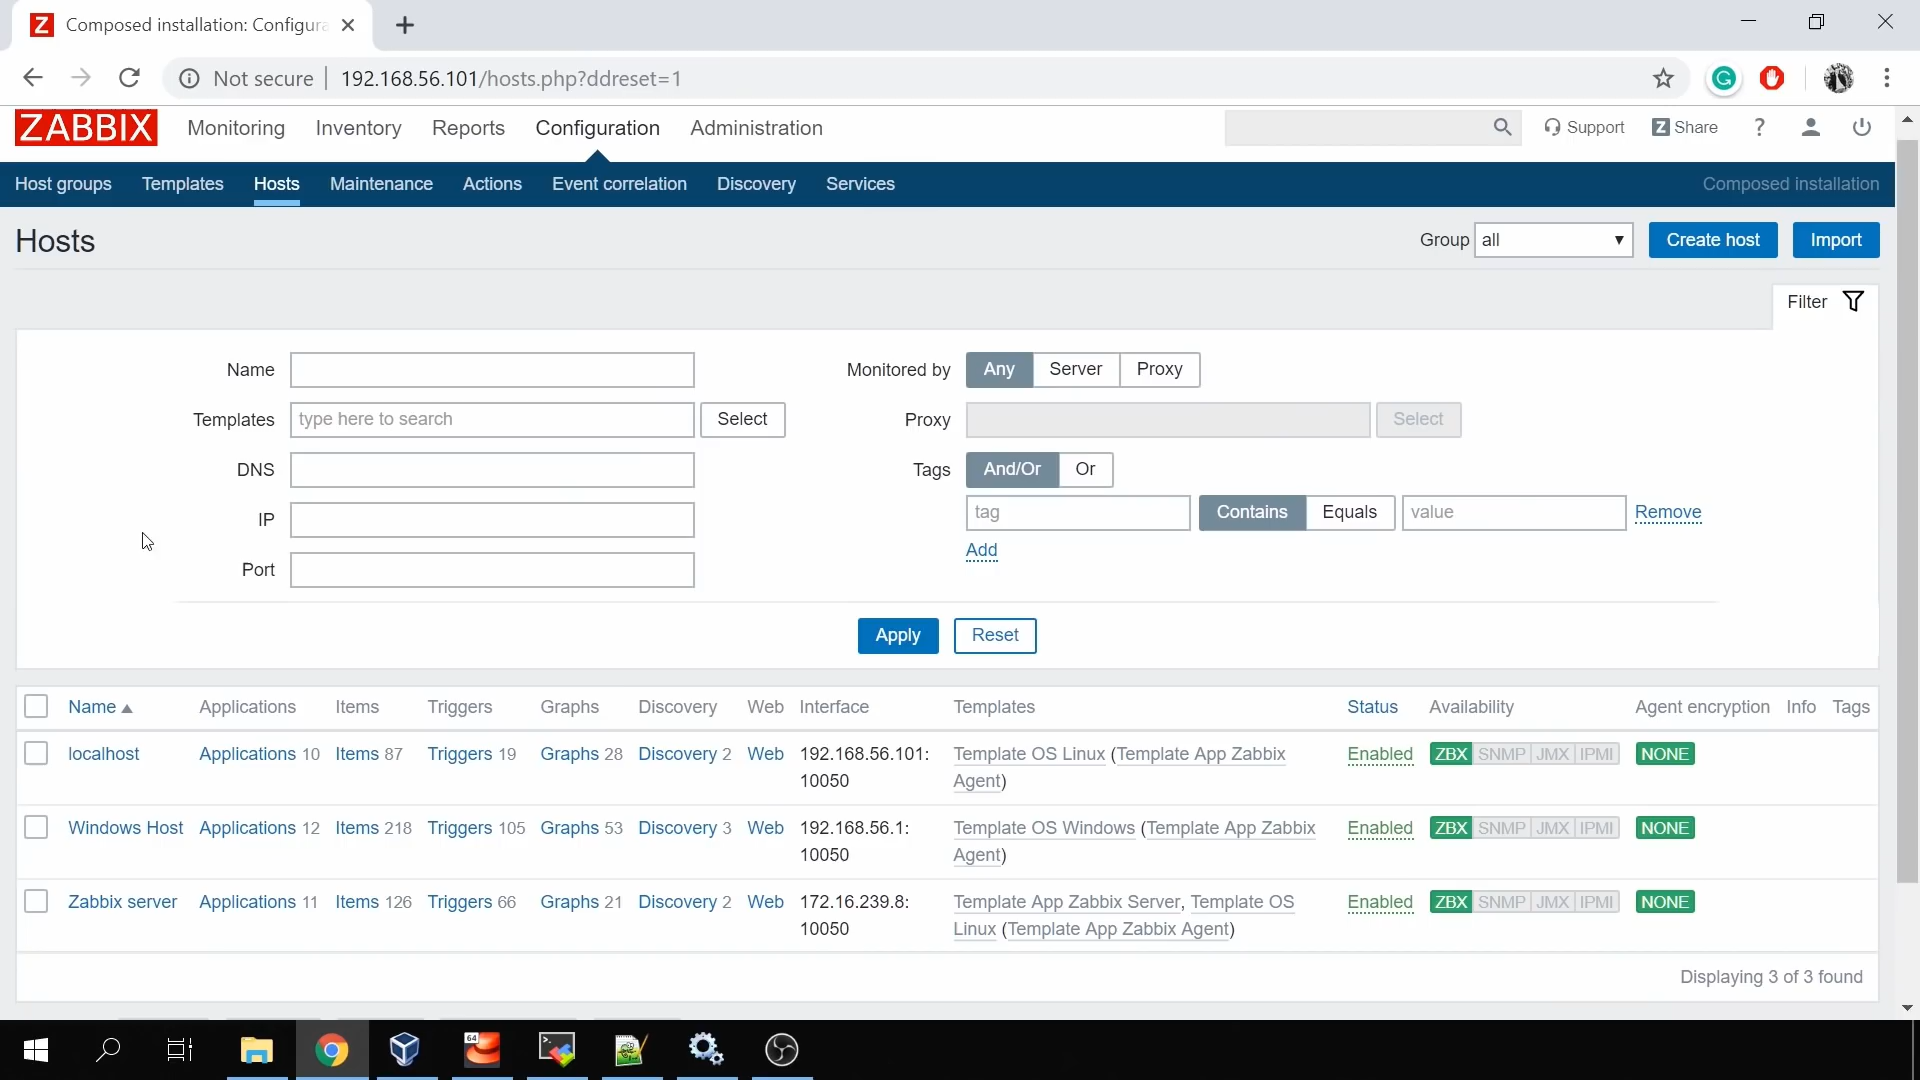 Z Composed installation: Configura
Not secure | 192.168.56.101/hosts.php?ddreset=1
ZABBIX Monitoring Inventory Reports Configuration Administration Support Z Share ?
Host groups Templates Hosts Maintenance Actions Event correlation Discovery Services Composed installation
Hosts Group all Create host Import
Filter
Name Monitored by Any Server Proxy
Templates type here to search Select Proxy Select
DNS Tags And/Or Or
IP tag Contains Equals value Remove
Add
Port
Apply Reset
Name Applications Items Triggers Graphs Discovery Web Interface Templates Status Availability Agent encryption Info Tags
localhost Applications 10 Items 87 Triggers 19 Graphs 28 Discovery 2 Web 192.168.56.101: Template OS Linux (Template App Zabbix Enabled ZBX SNMP JMX IPMI NONE
10050 Agent)
Windows Host Applications 12 Items 218 Triggers 105 Graphs 53 Discovery 3 Web 192.168.56.1: Template OS Windows (Template App Zabbix Enabled ZBX SNMP JMX IPMI NONE
10050 Agent)
Zabbix server Applications 11 Items 126 Triggers 66 Graphs 21 Discovery 2 Web 172.16.239.8: Template App Zabbix Server, Template OS Enabled ZBX SNMP JMX IPMI NONE
10050 Linux (Template App Zabbix Agent)
Displaying 3 of 3 found
64